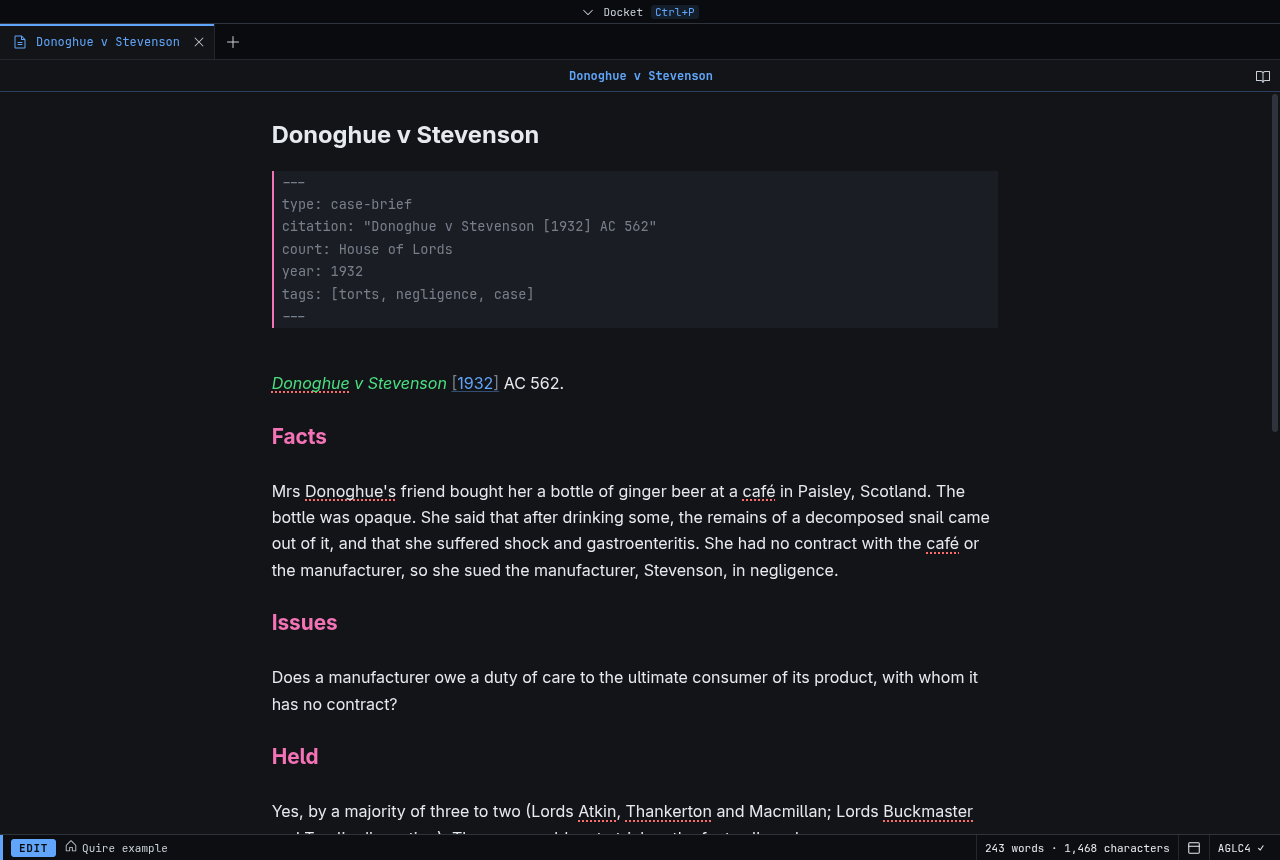 Docket Ctrl+P
Donoghue v Stevenson
Donoghue v Stevenson
Donoghue v Stevenson
---
type: case-brief
citation: "Donoghue v Stevenson [1932] AC 562"
court: House of Lords
year: 1932
tags: [torts, negligence, case]
---
Donoghue v Stevenson [1932] AC 562.
Facts
Mrs Donoghue's friend bought her a bottle of ginger beer at a café in Paisley, Scotland. The
bottle was opaque. She said that after drinking some, the remains of a decomposed snail came
out of it, and that she suffered shock and gastroenteritis. She had no contract with the café or
the manufacturer, so she sued the manufacturer, Stevenson, in negligence.
Issues
Does a manufacturer owe a duty of care to the ultimate consumer of its product, with whom it
has no contract?
Held
Yes, by a majority of three to two (Lords Atkin, Thankerton and Macmillan; Lords Buckmaster
EDIT Quire example 243 words · 1,468 characters AGLC4 ✓